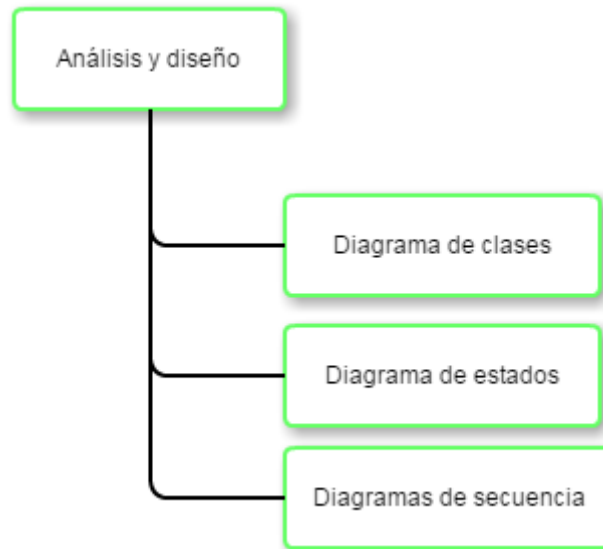 Análisis y diseño
Diagrama de clases
Diagrama de estados
Diagramas de secuencia